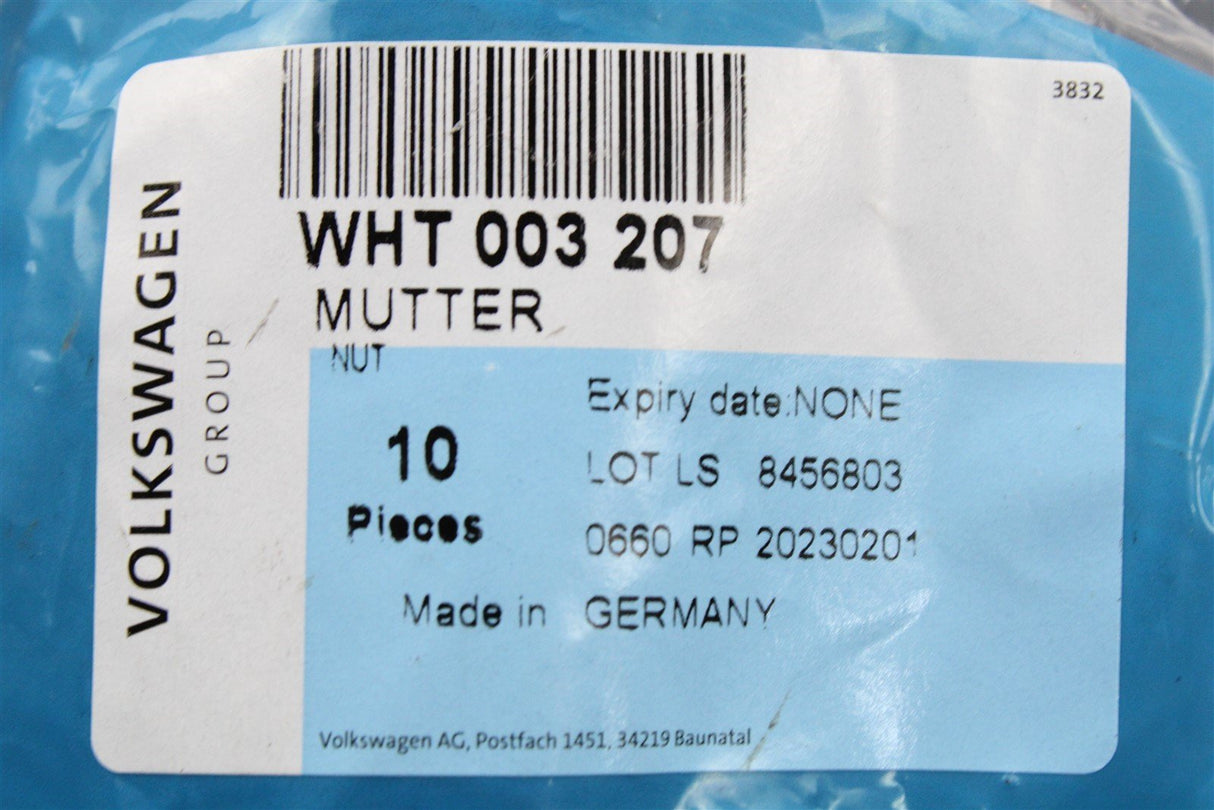 3832
VOLKSWAGEN
GROUP
WHT 003 207
MUTTER
NUT
10
Pieces
Expiry date:NONE
LOT LS 8456803
0660 RP 20230201
Made in GERMANY
Volkswagen AG, Postfach 1451, 34219 Baunatal